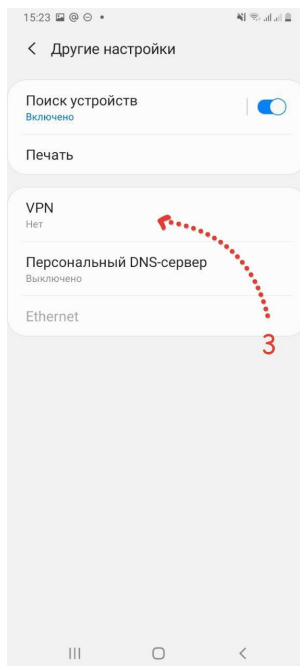 15:23
Другие настройки
Поиск устройств
Включено
Печать
VPN
Нет
Персональный DNS-сервер
Выключено
Ethernet
3